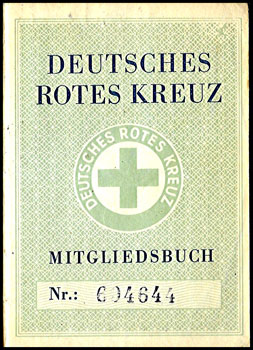 DEUTSCHES
ROTES KREUZ
DEUTSCHES ROTES KREUZ
MITGLIEDSBUCH
Nr.: 604644